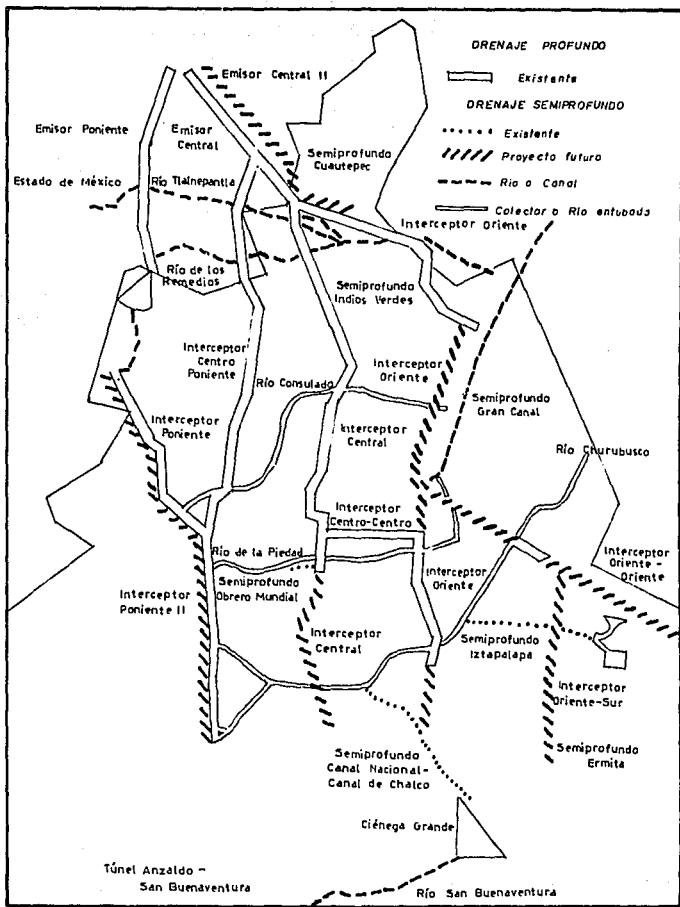 DRENAJE PROFUNDO
Existente
DRENAJE SEMIPROFUNDO
Existente
Proyecto futuro
Río o Canal
Colector o Río entubado
Emisor Central II
Emisor Poniente
Emisor
Central
Semiprofundo
Cuautepec
Estado de México
Río Tlalnepantla
Interceptor Oriente
Río de los
Remedios
Semiprofundo
Indios Verdes
Interceptor
Centro
Poniente
Río Consulado
Interceptor
Oriente
Semiprofundo
Gran Canal
Interceptor
Poniente
Interceptor
Central
Río Churubusco
Interceptor
Centro-Centro
Río de la Piedad
Semiprofundo
Obrero Mundial
Interceptor
Oriente
Interceptor
Oriente -
Oriente
Interceptor
Poniente II
Interceptor
Central
Semiprofundo
Iztapalapa
Interceptor
Oriente-Sur
Semiprofundo
Ermita
Semiprofundo
Canal Nacional-
Canal de Chalco
Ciénega Grande
Túnel Anzaldo -
San Buenaventura
Río San Buenaventura